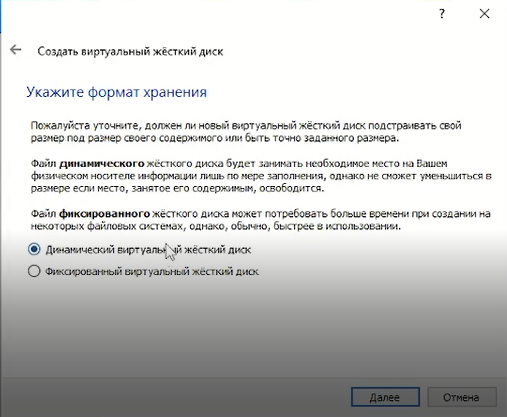 ?
Создать виртуальный жёсткий диск
Укажите формат хранения
Пожалуйста уточните, должен ли новый виртуальный жёсткий диск подстраивать свой
размер под размер своего содержимого или быть точно заданного размера.
Файл динамического жёсткого диска будет занимать необходимое место на Вашем
физическом носителе информации лишь по мере заполнения, однако не сможет уменьшиться в
размере если место, занятое его содержимым, освободится.
Файл фиксированного жёсткого диска может потребовать больше времени при создании на
некоторых файловых системах, однако, обычно, быстрее в использовании.
Динамический виртуальный жёсткий диск
Фиксированный виртуальный жёсткий диск
Далее
Отмена